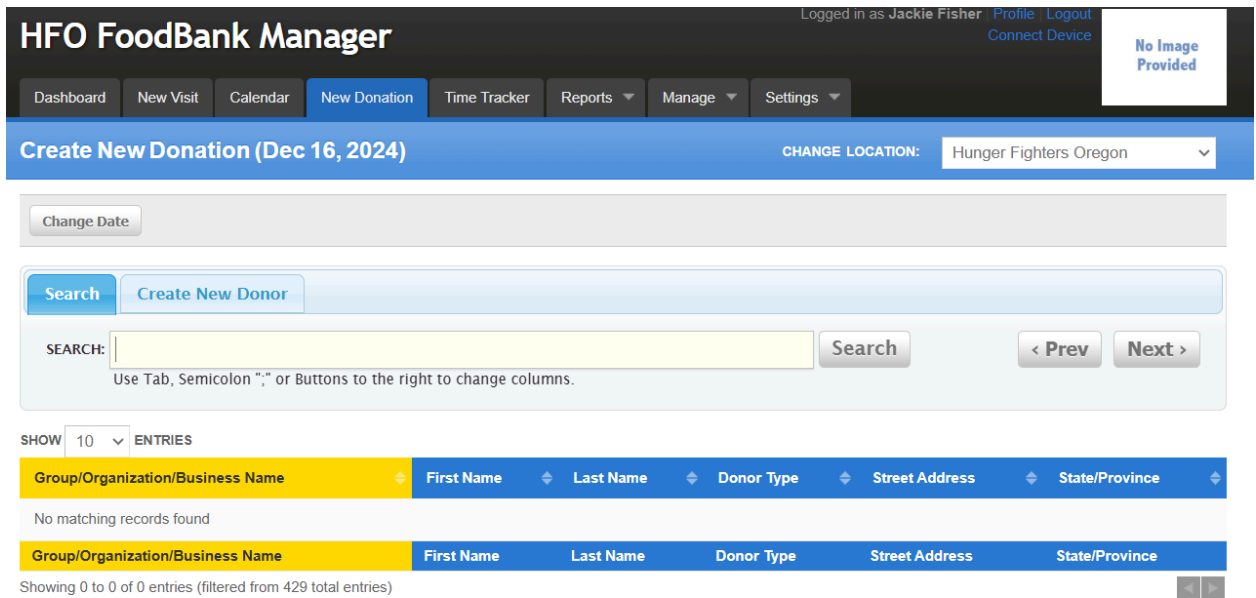 Logged in as Jackie Fisher | Profile | Logout
HFO FoodBank Manager
Connect Device
No Image
Provided
Dashboard New Visit Calendar New Donation Time Tracker Reports Manage Settings
Create New Donation (Dec 16, 2024) CHANGE LOCATION: Hunger Fighters Oregon
Change Date
Search Create New Donor
SEARCH: Search ‹ Prev Next ›
Use Tab, Semicolon ";" or Buttons to the right to change columns.
SHOW 10 ENTRIES
Group/Organization/Business Name First Name Last Name Donor Type Street Address State/Province
No matching records found
Group/Organization/Business Name First Name Last Name Donor Type Street Address State/Province
Showing 0 to 0 of 0 entries (filtered from 429 total entries)